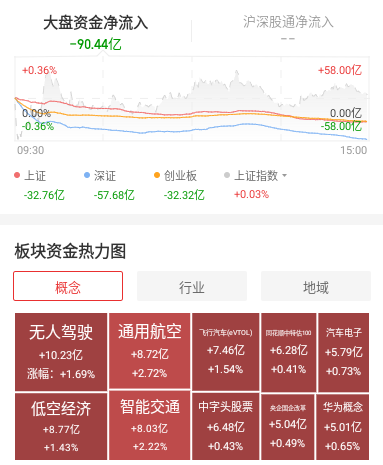 大盘资金净流入
沪深股通净流入
-90.44亿
--
+0.36%
+58.00亿
0.00%
0.00亿
-0.36%
-58.00亿
09:30
15:00
上证
深证
创业板
上证指数
-32.76亿
-57.68亿
-32.32亿
+0.03%
板块资金热力图
概念
行业
地域
无人驾驶
+10.23亿
涨幅：+1.69%
通用航空
+8.72亿
+2.72%
飞行汽车(eVTOL)
+7.46亿
+1.54%
同花顺中特估100
+6.28亿
+0.41%
汽车电子
+5.79亿
+0.73%
低空经济
+8.77亿
+1.43%
智能交通
+8.03亿
+2.22%
中字头股票
+6.48亿
+0.43%
央企国企改革
+5.04亿
+0.49%
华为概念
+5.01亿
+0.65%